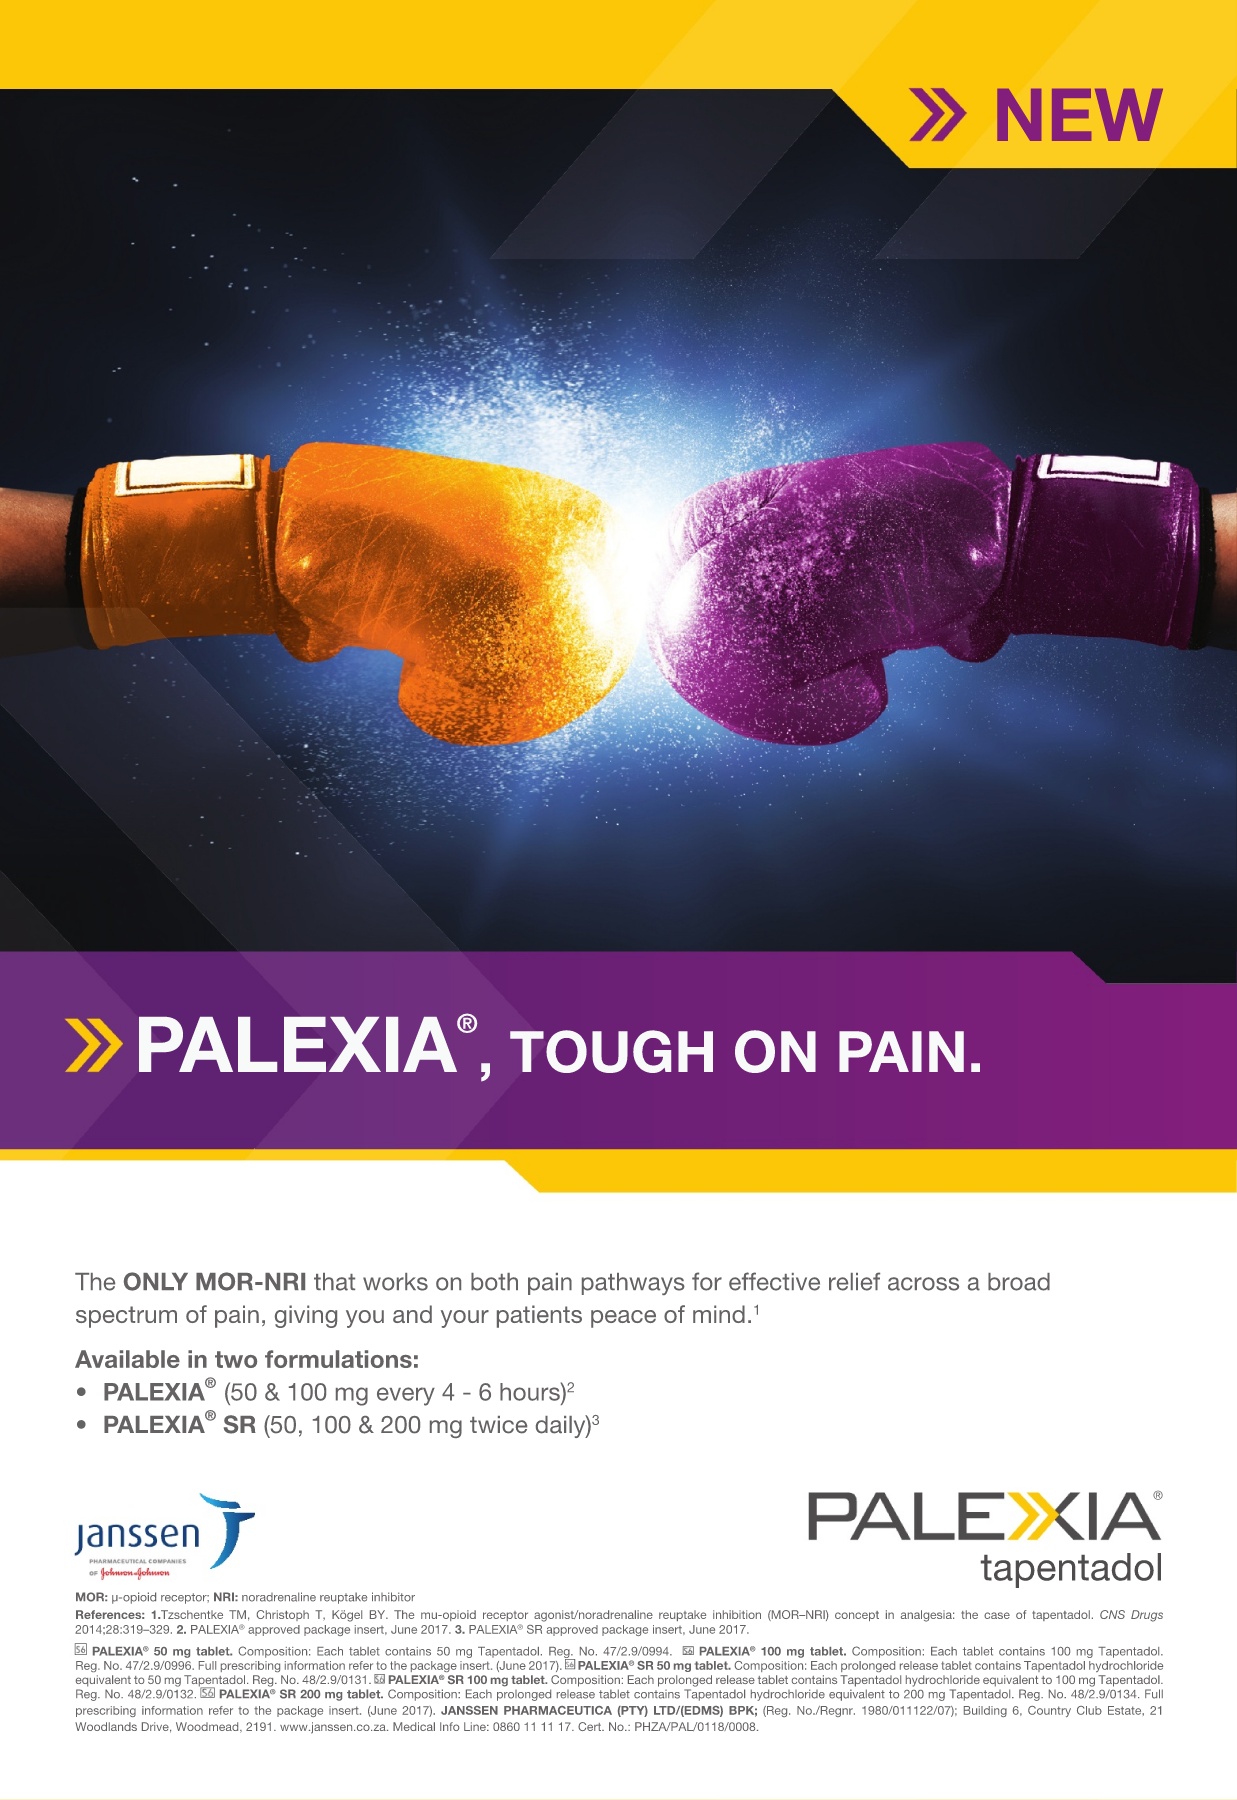 NEW
PALEXIA®, TOUGH ON PAIN.
The ONLY MOR-NRI that works on both pain pathways for effective relief across a broad
spectrum of pain, giving you and your patients peace of mind.¹
Available in two formulations:
• PALEXIA® (50 & 100 mg every 4 - 6 hours)²
• PALEXIA® SR (50, 100 & 200 mg twice daily)³
janssen
PHARMACEUTICAL COMPANIES
OF Johnson & Johnson
PALEXIA®
tapentadol
MOR: µ-opioid receptor; NRI: noradrenaline reuptake inhibitor
References: 1.Tzschentke TM, Christoph T, Kögel BY. The mu-opioid receptor agonist/noradrenaline reuptake inhibition (MOR–NRI) concept in analgesia: the case of tapentadol. CNS Drugs
2014;28:319–329. 2. PALEXIA® approved package insert, June 2017. 3. PALEXIA® SR approved package insert, June 2017.
S6 PALEXIA® 50 mg tablet. Composition: Each tablet contains 50 mg Tapentadol. Reg. No. 47/2.9/0994. S6 PALEXIA® 100 mg tablet. Composition: Each tablet contains 100 mg Tapentadol.
Reg. No. 47/2.9/0996. Full prescribing information refer to the package insert. (June 2017). S6 PALEXIA® SR 50 mg tablet. Composition: Each prolonged release tablet contains Tapentadol hydrochloride
equivalent to 50 mg Tapentadol. Reg. No. 48/2.9/0131. S6 PALEXIA® SR 100 mg tablet. Composition: Each prolonged release tablet contains Tapentadol hydrochloride equivalent to 100 mg Tapentadol.
Reg. No. 48/2.9/0132. S6 PALEXIA® SR 200 mg tablet. Composition: Each prolonged release tablet contains Tapentadol hydrochloride equivalent to 200 mg Tapentadol. Reg. No. 48/2.9/0134. Full
prescribing information refer to the package insert. (June 2017). JANSSEN PHARMACEUTICA (PTY) LTD/(EDMS) BPK; (Reg. No./Regnr. 1980/011122/07); Building 6, Country Club Estate, 21
Woodlands Drive, Woodmead, 2191. www.janssen.co.za. Medical Info Line: 0860 11 11 17. Cert. No.: PHZA/PAL/0118/0008.